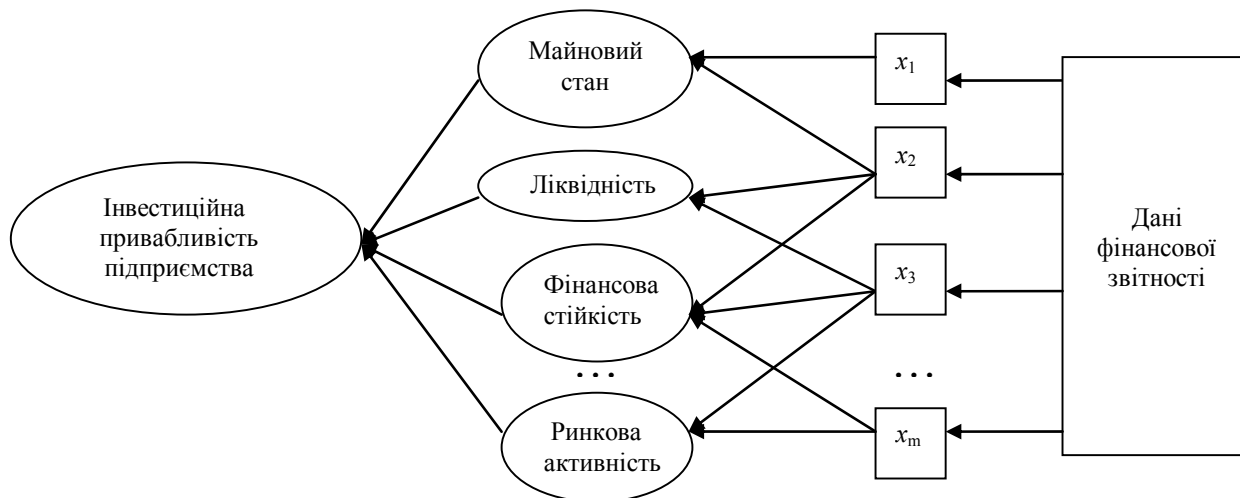 Майновий
стан
Ліквідність
Інвестиційна
привабливість
підприємства
Фінансова
стійкість
...
Ринкова
активність
x1
x2
x3
...
xm
Дані
фінансової
звітності